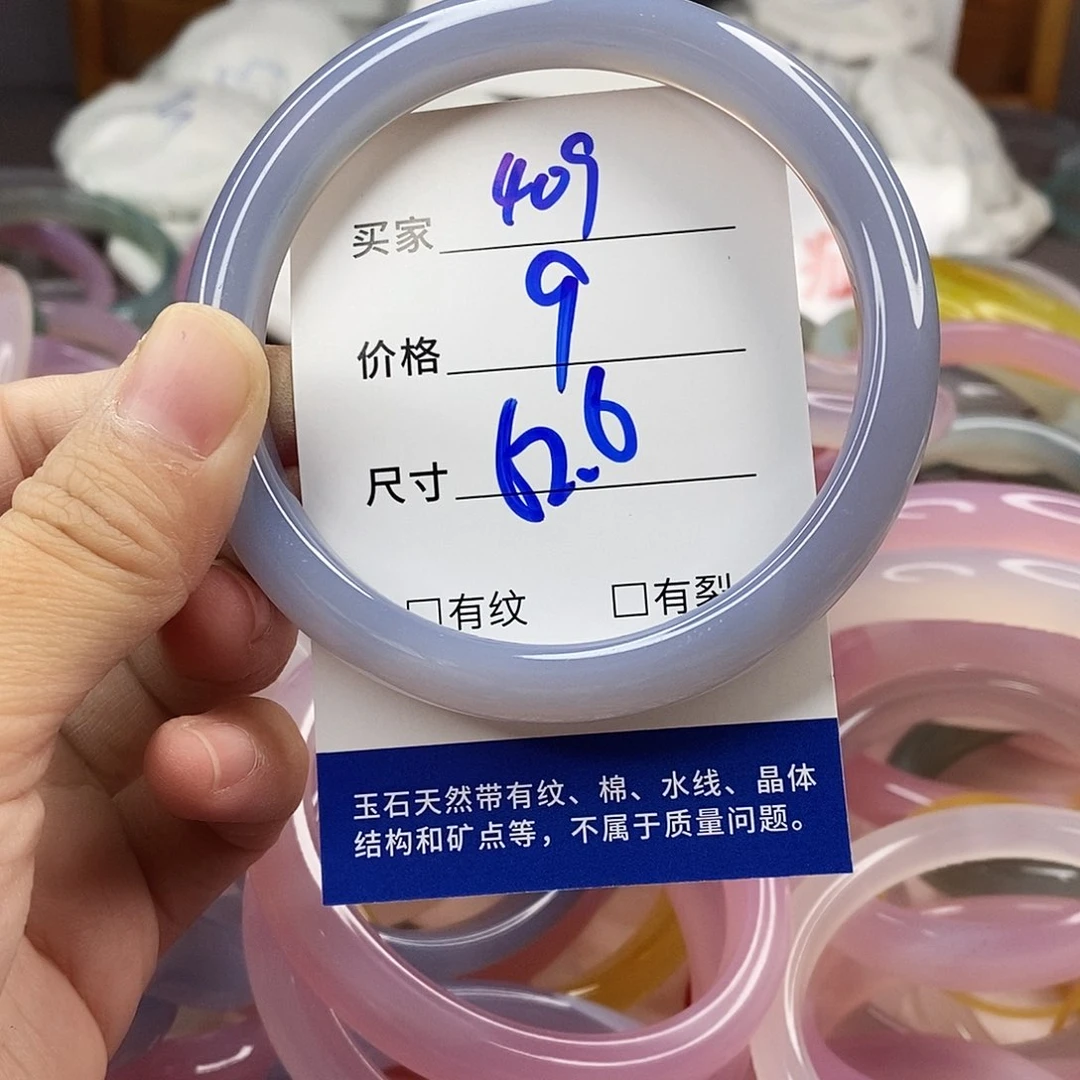 买家 409
价格 9
尺寸 62.6
□有纹 □有裂
玉石天然带有纹、棉、水线、晶体
结构和矿点等，不属于质量问题。